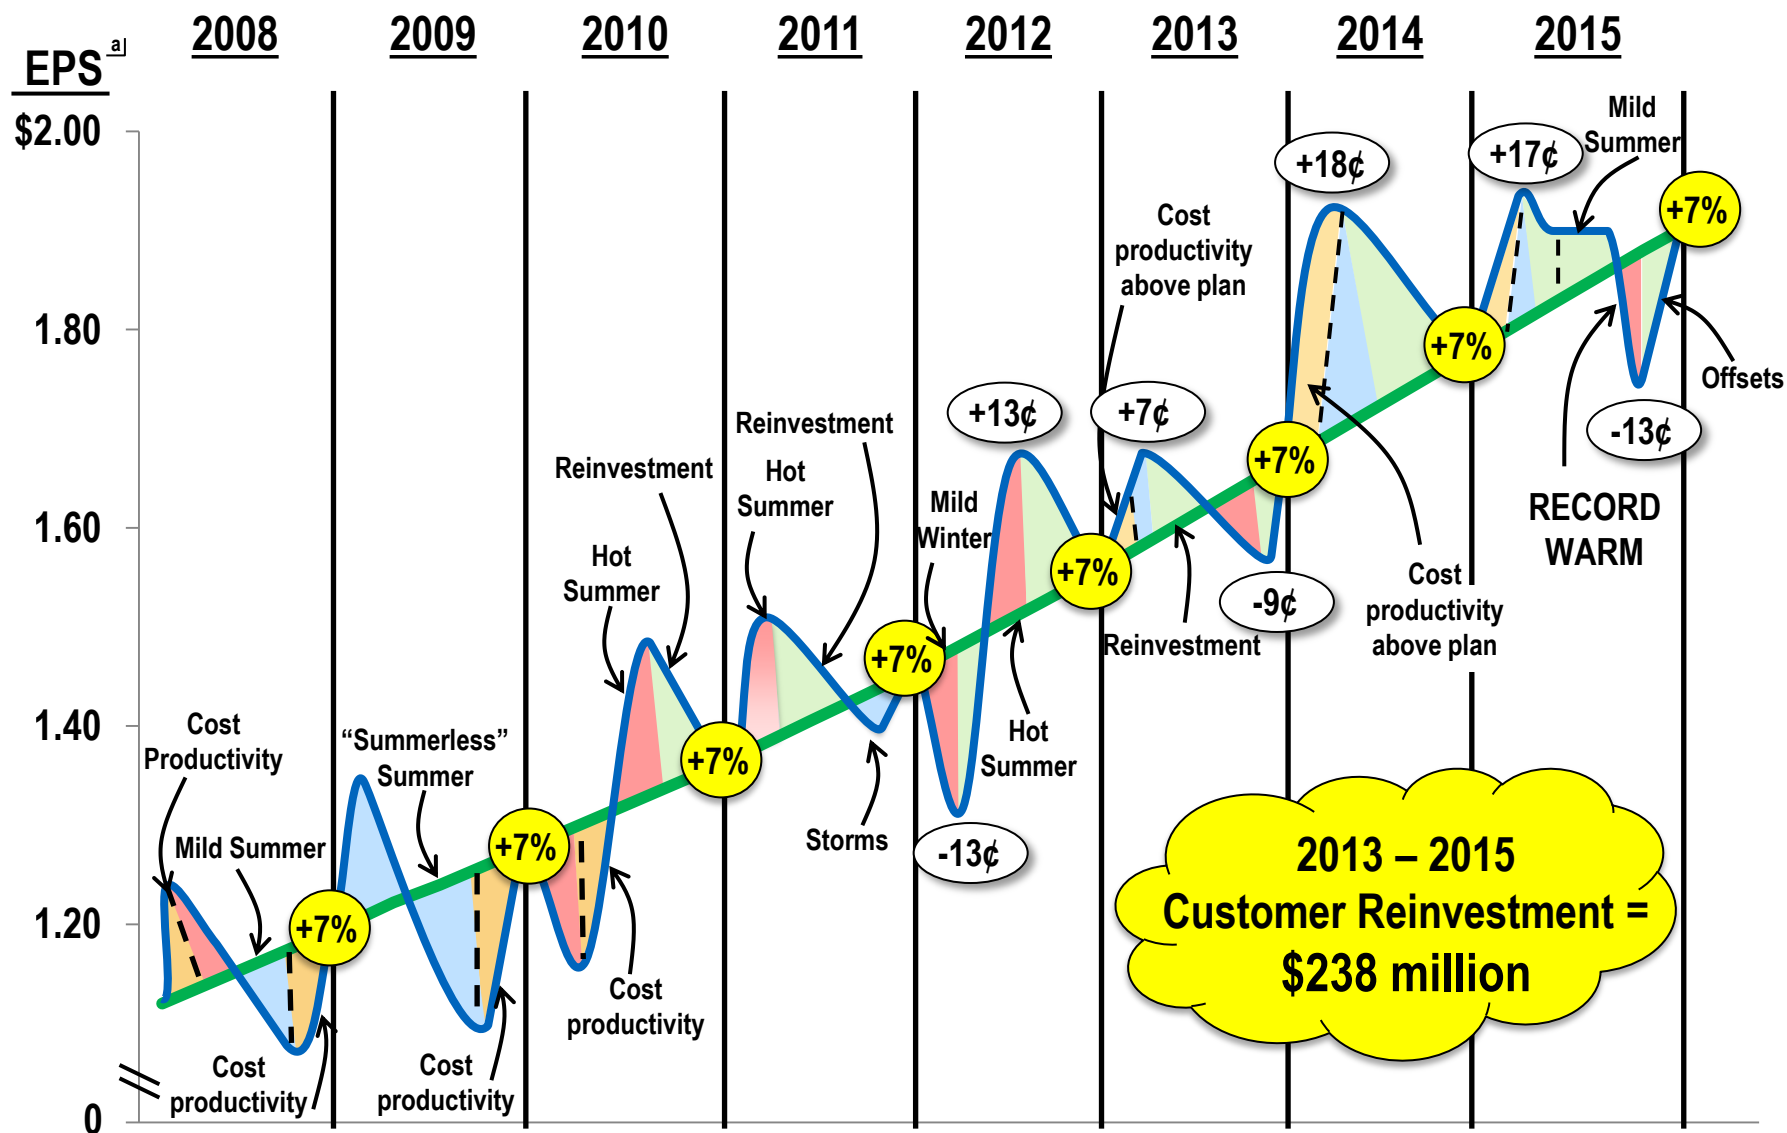 2008 2009 2010 2011 2012 2013 2014 2015
EPS a]
$2.00
1.80
1.60
1.40
1.20
0
Cost
Productivity
Mild Summer
Cost
productivity
+7%
“Summerless”
Summer
Cost
productivity
+7%
Hot
Summer
Reinvestment
Cost
productivity
+7%
Reinvestment
Hot
Summer
Storms
+7%
Mild
Winter
-13¢
+13¢
Hot
Summer
+7%
Cost
productivity
above plan
+7¢
Reinvestment
-9¢
+7%
+18¢
Cost
productivity
above plan
+7%
+17¢
Mild
Summer
RECORD
WARM
-13¢
Offsets
+7%
2013 – 2015
Customer Reinvestment =
$238 million